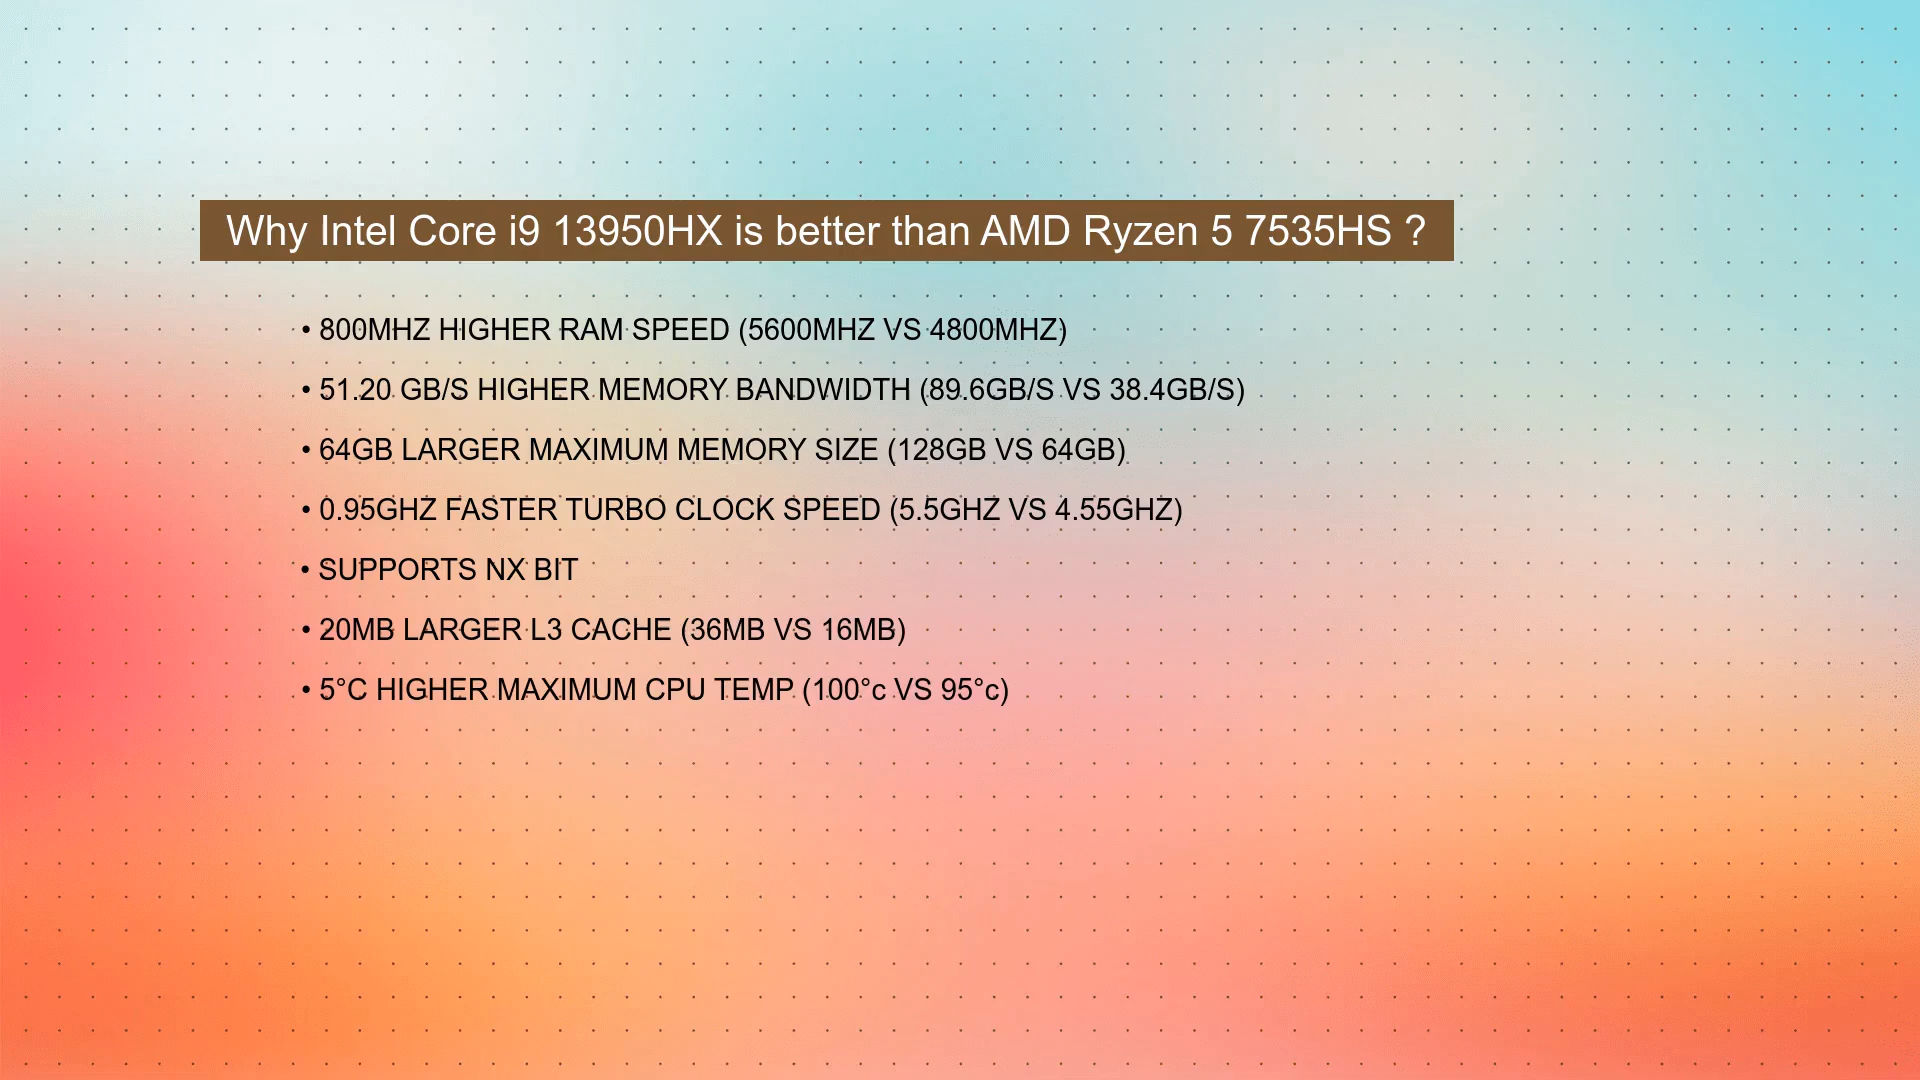 Why Intel Core i9 13950HX is better than AMD Ryzen 5 7535HS ?
• 800MHZ HIGHER RAM SPEED (5600MHZ VS 4800MHZ)
• 51.20 GB/S HIGHER MEMORY BANDWIDTH (89.6GB/S VS 38.4GB/S)
• 64GB LARGER MAXIMUM MEMORY SIZE (128GB VS 64GB)
• 0.95GHZ FASTER TURBO CLOCK SPEED (5.5GHZ VS 4.55GHZ)
• SUPPORTS NX BIT
• 20MB LARGER L3 CACHE (36MB VS 16MB)
• 5°C HIGHER MAXIMUM CPU TEMP (100°c VS 95°c)